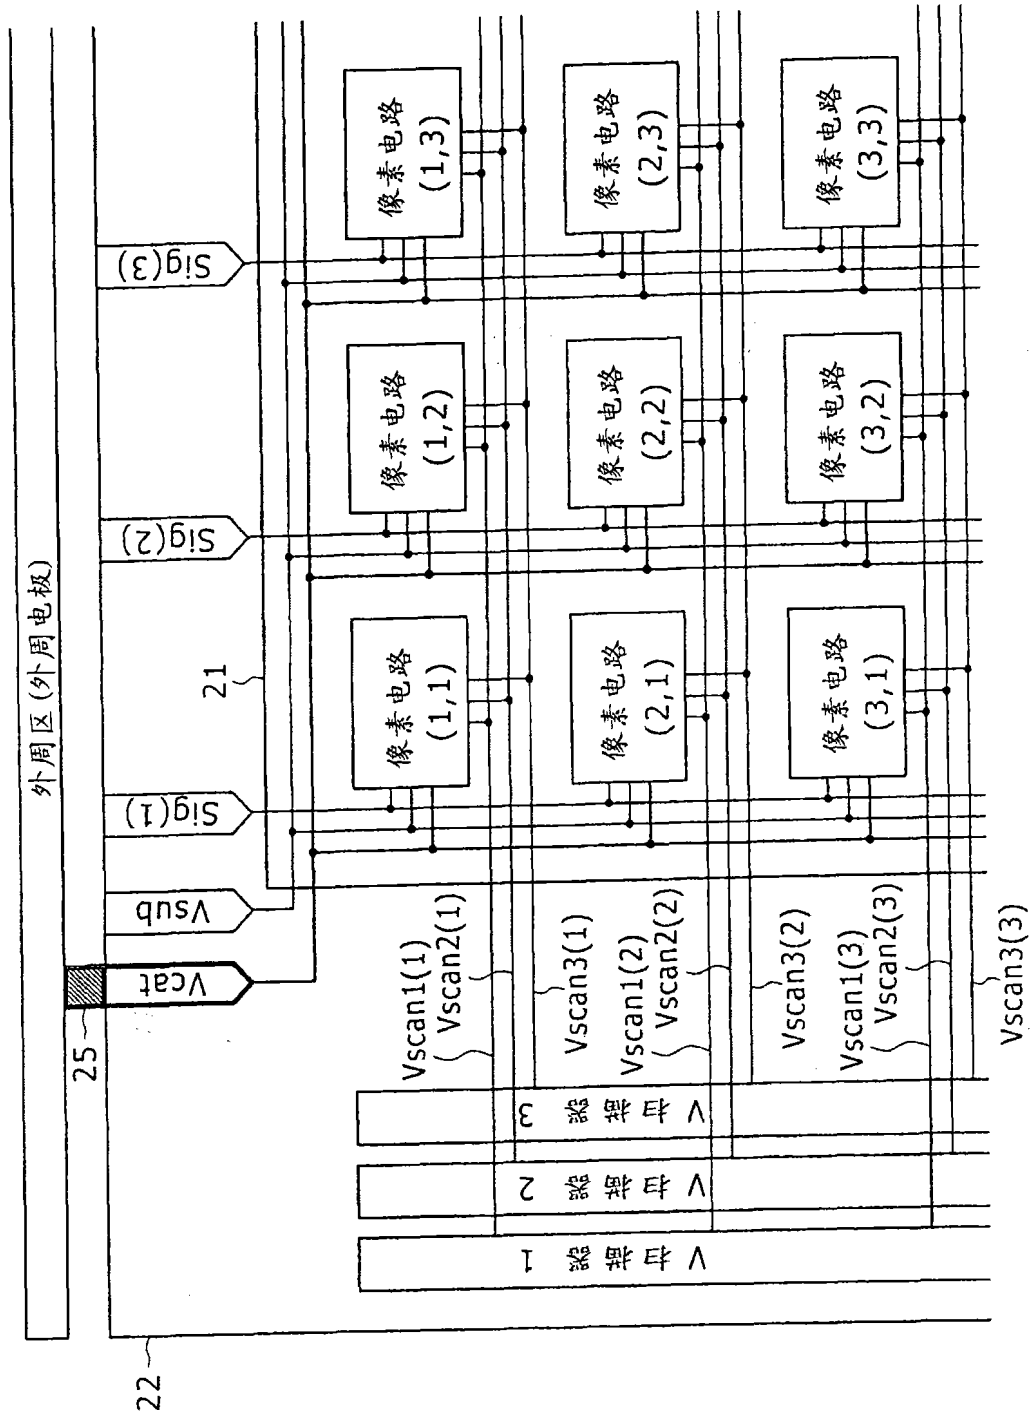 外周区(外周电极)
22
25
21
Vcat
Vsub
Sig(1)
Sig(2)
Sig(3)
像素电路
(1,1)
像素电路
(1,2)
像素电路
(1,3)
像素电路
(2,1)
像素电路
(2,2)
像素电路
(2,3)
像素电路
(3,1)
像素电路
(3,2)
像素电路
(3,3)
Vscan1(1)
Vscan2(1)
Vscan3(1)
Vscan1(2)
Vscan2(2)
Vscan3(2)
Vscan1(3)
Vscan2(3)
Vscan3(3)
V扫描器 1
V扫描器 2
V扫描器 3